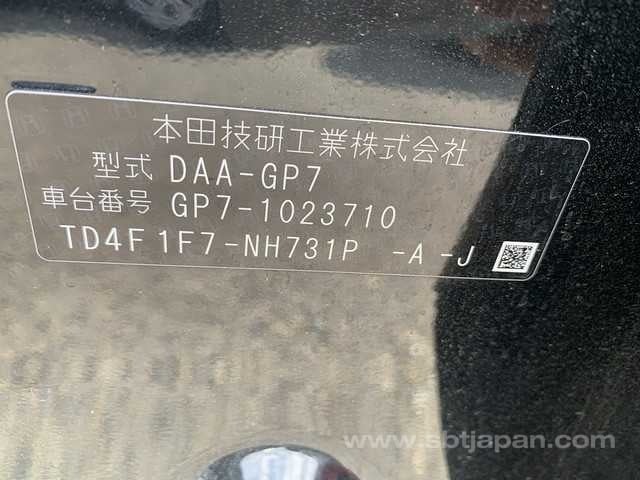 本田技研工業株式会社
型式 DAA-GP7
車台番号 GP7-1023710
TD4F 1F7-NH731P -A -J
www.sbtjapan.com